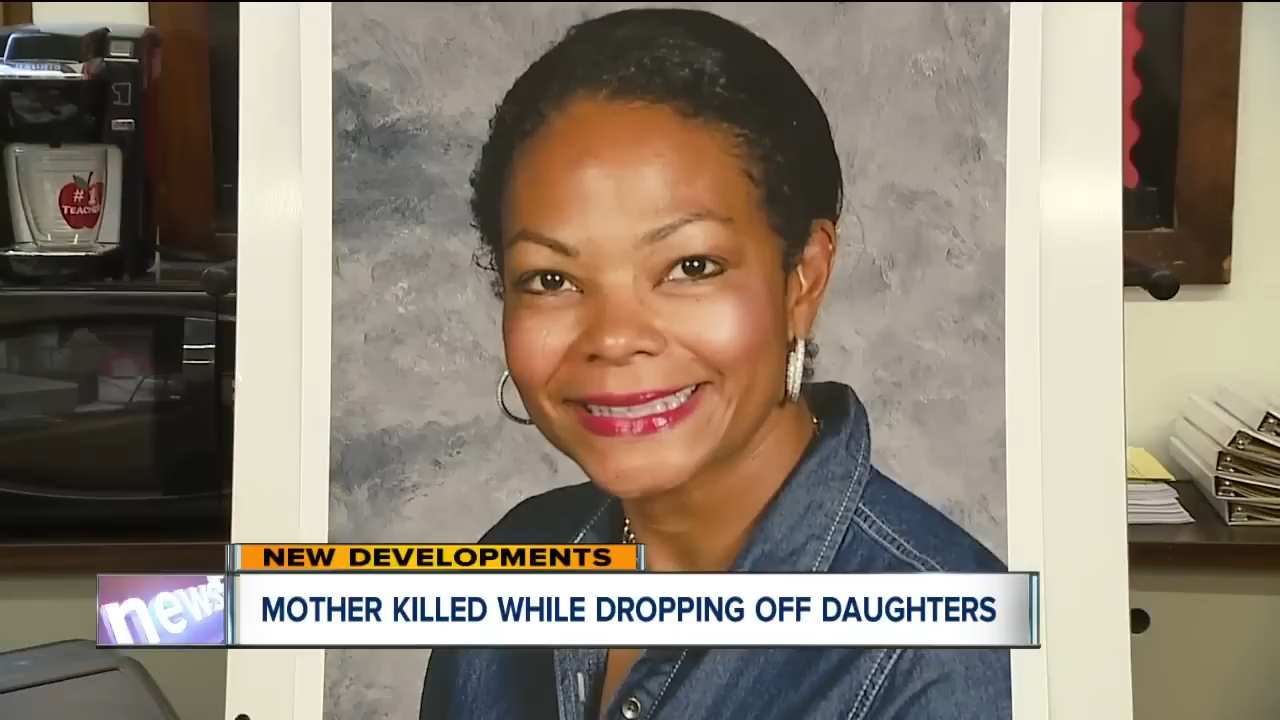 #1
TEACHER
NEW DEVELOPMENTS
news
MOTHER KILLED WHILE DROPPING OFF DAUGHTERS